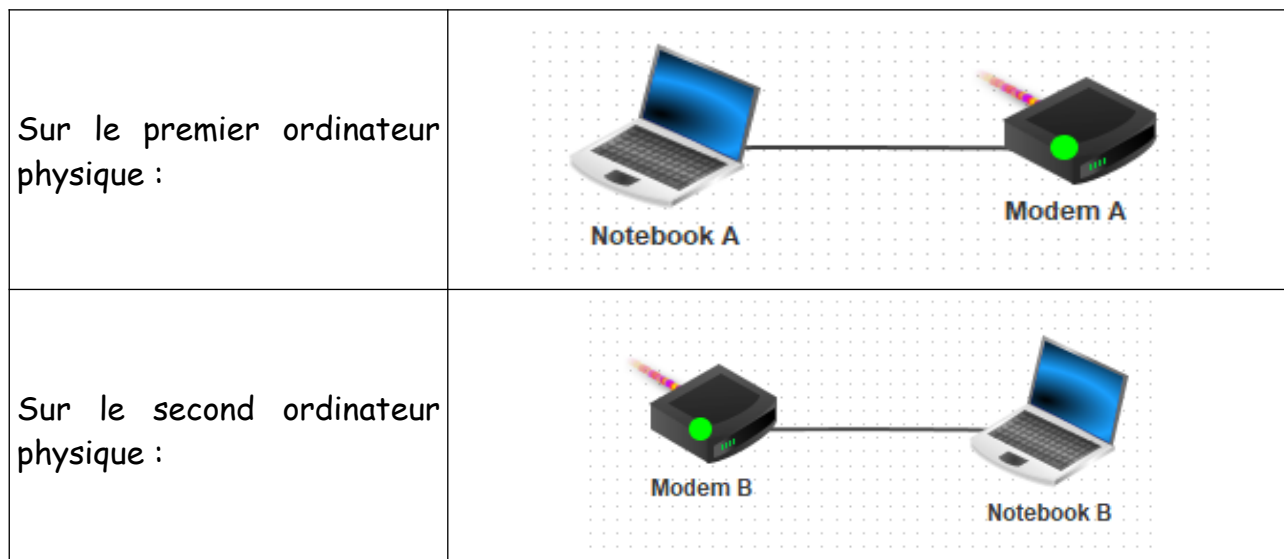 Sur le premier ordinateur
physique :
Notebook A
Modem A
Sur le second ordinateur
physique :
Modem B
Notebook B